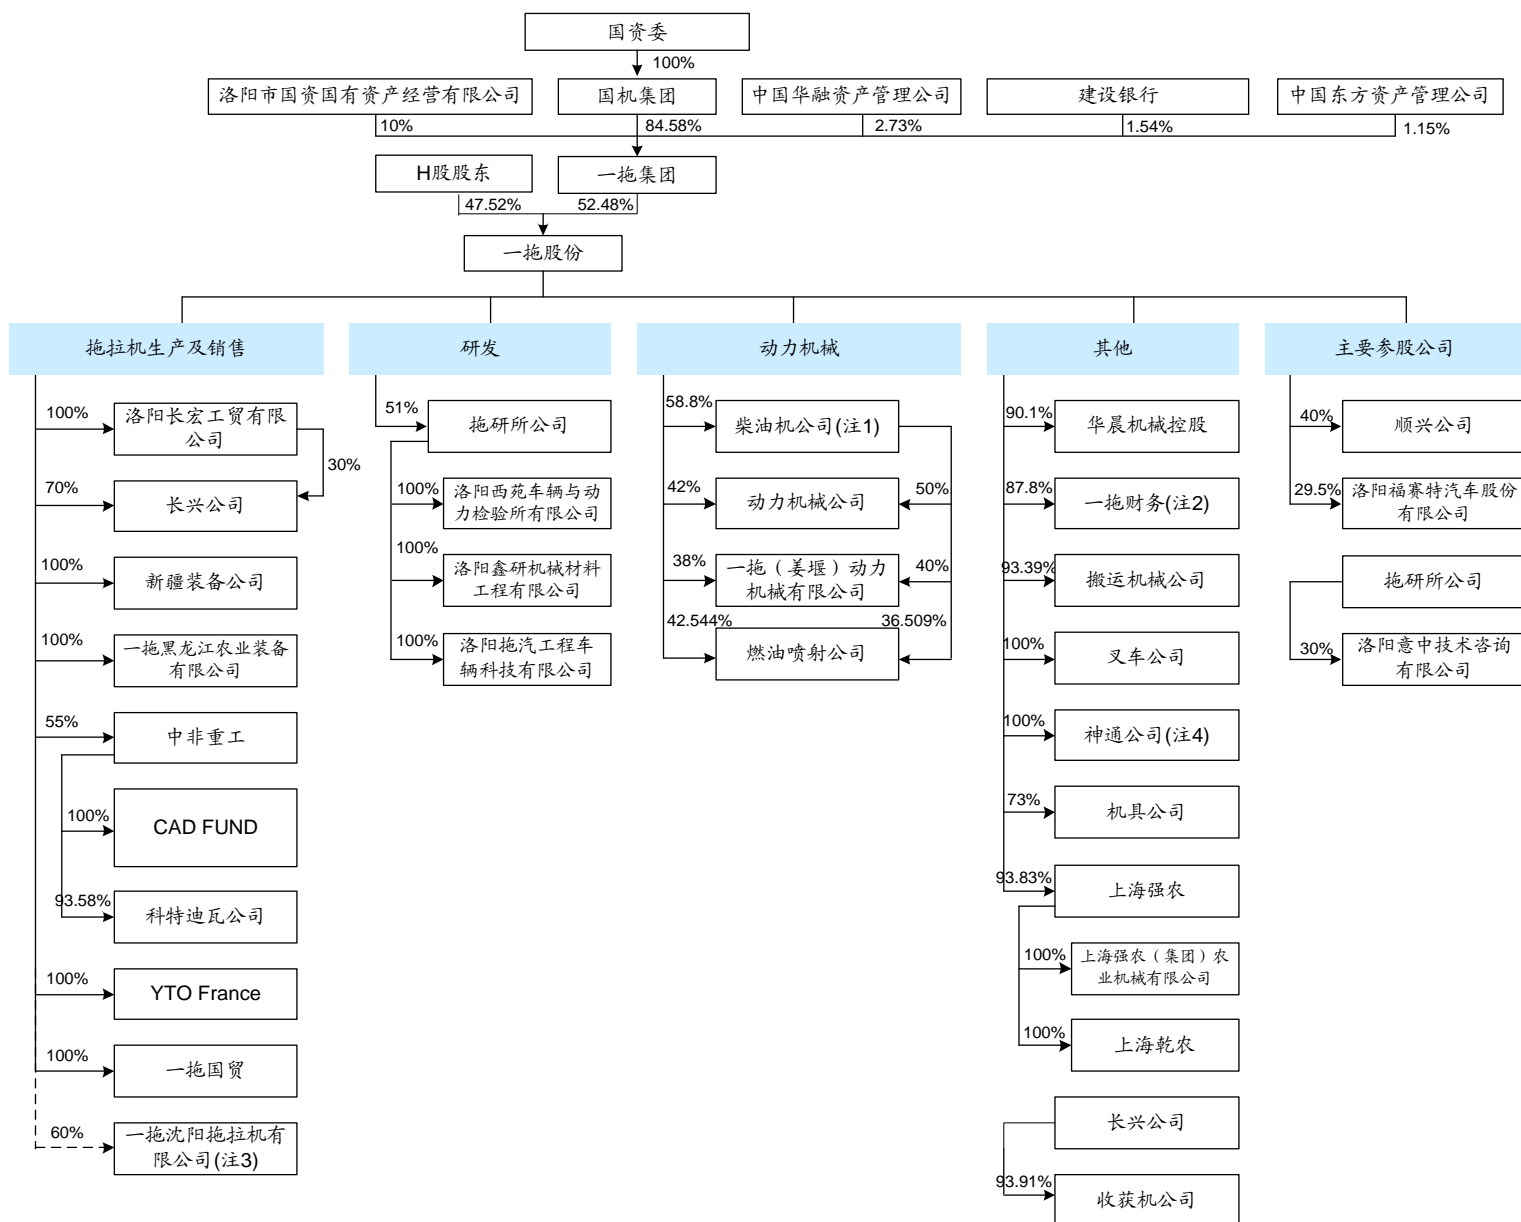 国资委
100%
洛阳市国资国有资产经营有限公司
国机集团
中国华融资产管理公司
建设银行
中国东方资产管理公司
10%
84.58%
2.73%
1.54%
1.15%
H股股东
一拖集团
47.52%
52.48%
一拖股份
拖拉机生产及销售
研发
动力机械
其他
主要参股公司
100%
洛阳长宏工贸有限
公司
30%
70%
长兴公司
100%
新疆装备公司
100%
一拖黑龙江农业装备
有限公司
55%
中非重工
100%
CAD FUND
93.58%
科特迪瓦公司
100%
YTO France
100%
一拖国贸
60%
一拖沈阳拖拉机有
限公司(注3)
51%
拖研所公司
100%
洛阳西苑车辆与动
力检验所有限公司
100%
洛阳鑫研机械材料
工程有限公司
100%
洛阳拖汽工程车
辆科技有限公司
58.8%
柴油机公司(注1)
42%
动力机械公司
50%
38%
一拖（姜堰）动力
机械有限公司
40%
42.544%
燃油喷射公司
36.509%
90.1%
华晨机械控股
87.8%
一拖财务(注2)
93.39%
搬运机械公司
100%
叉车公司
100%
神通公司(注4)
73%
机具公司
93.83%
上海强农
100%
上海强农（集团）农
业机械有限公司
100%
上海乾农
长兴公司
93.91%
收获机公司
40%
顺兴公司
29.5%
洛阳福赛特汽车股份
有限公司
拖研所公司
30%
洛阳意中技术咨询
有限公司